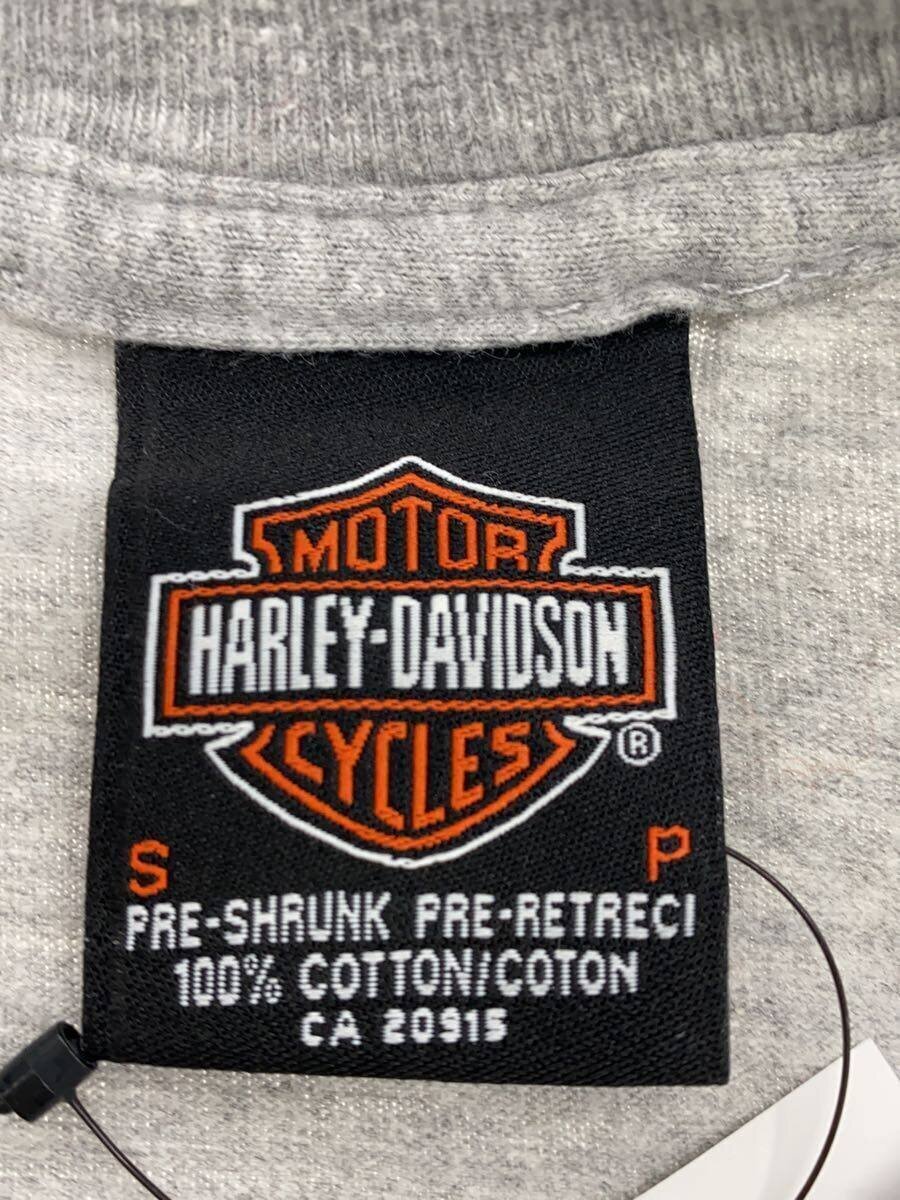 MOTOR
HARLEY-DAVIDSON
CYCLES
®
S P
PRE-SHRUNK PRE-RETRECI
100% COTTON/COTON
CA 20915